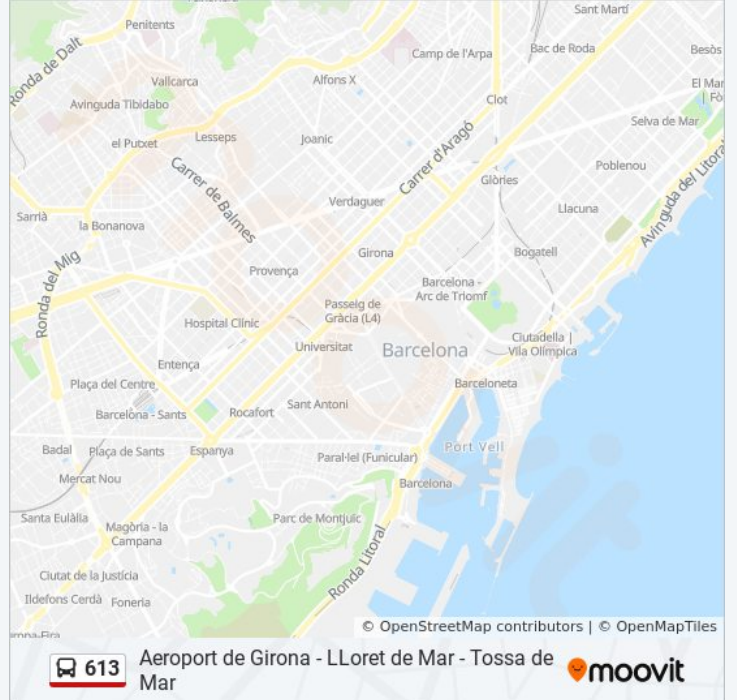 Sant Martí
Penitents
Ronda de Dalt
Camp de l'Arpa
Bac de Roda
Besòs
Vallcarca
Alfons X
El Mar
| Fò
Avinguda Tibidabo
Clot
Selva de Mar
el Putxet
Lesseps
Joanic
Carrer d'Aragó
Poblenou
Glòries
Carrer de Balmes
Verdaguer
Llacuna
Avinguda del Litoral
Sarrià
la Bonanova
Girona
Bogatell
Ronda del Mig
Provença
Barcelona -
Arc de Triomf
Passeig de
Gràcia (L4)
Hospital Clínic
Ciutadella |
Vila Olímpica
Universitat
Barcelona
Entença
Plaça del Centre
Barceloneta
Barcelona - Sants
Rocafort
Sant Antoni
Badal
Plaça de Sants
Espanya
Paral·lel (Funicular)
Port Vell
Mercat Nou
Barcelona
Santa Eulàlia
Magòria - la
Campana
Parc de Montjuïc
Ronda Litoral
Ciutat de la Justícia
Ildefons Cerdà
Foneria
© OpenStreetMap contributors | © OpenMapTiles
613
Aeroport de Girona - LLoret de Mar - Tossa de
Mar
moovit